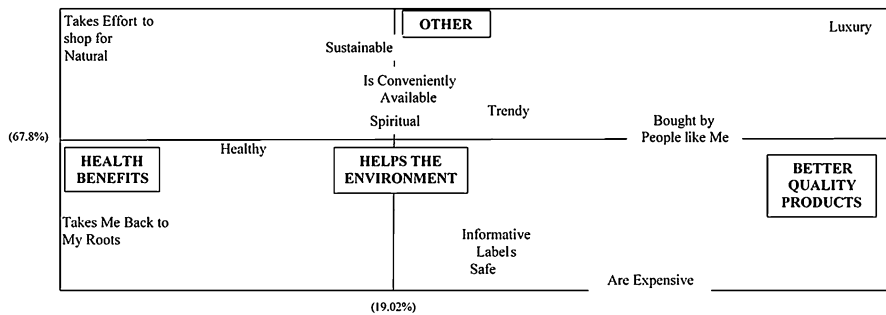 Takes Effort to
shop for
Natural
OTHER
Luxury
Sustainable
Is Conveniently
Available
Trendy
Spiritual
Bought by
People like Me
(67.8%)
Healthy
HEALTH
BENEFITS
HELPS THE
ENVIRONMENT
BETTER
QUALITY
PRODUCTS
Takes Me Back to
My Roots
Informative
Labels
Safe
Are Expensive
(19.02%)